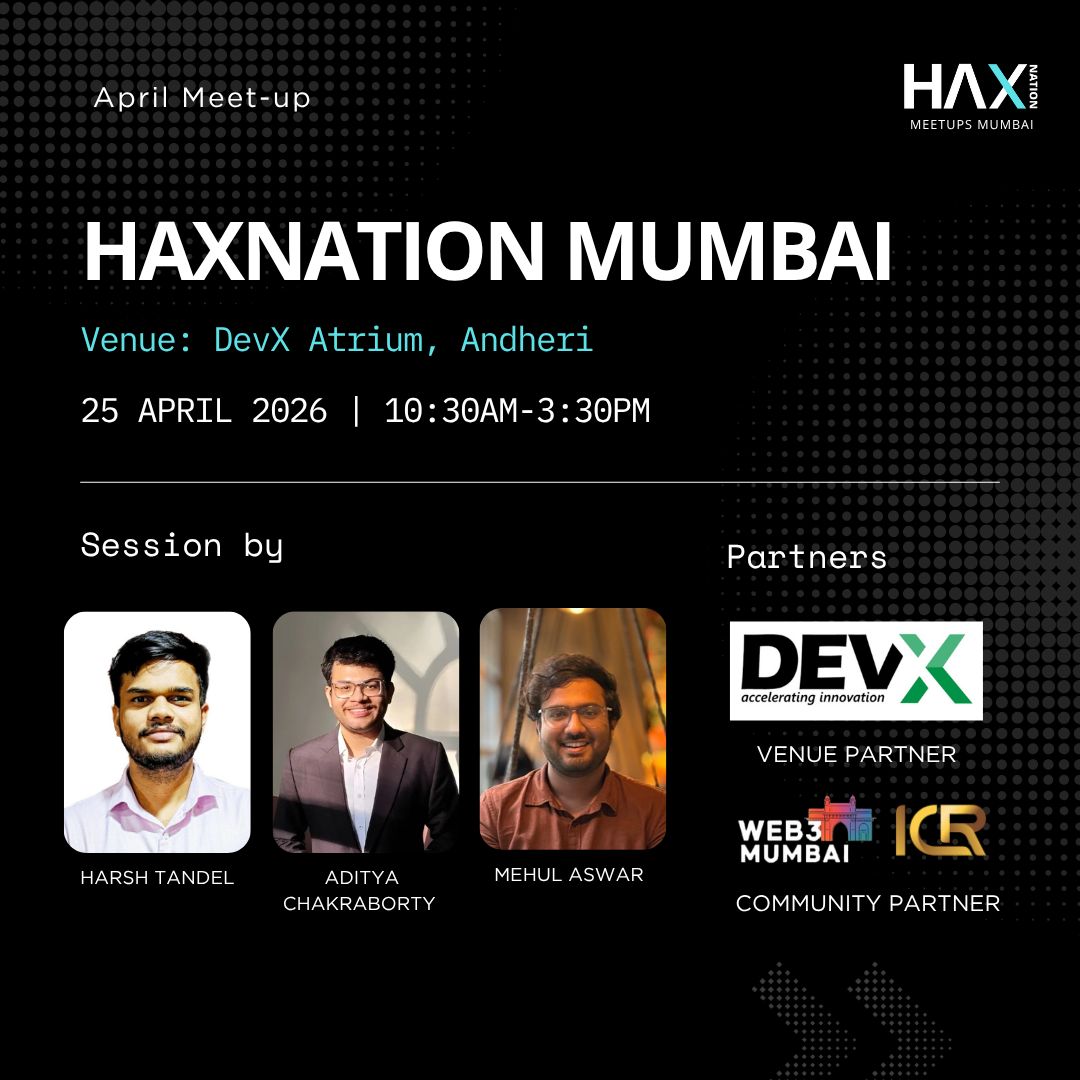 April Meet-up
HAX NATION
MEETUPS MUMBAI
HAXNATION MUMBAI
Venue: DevX Atrium, Andheri
25 APRIL 2026 | 10:30AM-3:30PM
Session by
HARSH TANDEL
ADITYA
CHAKRABORTY
MEHUL ASWAR
Partners
DEVX
accelerating innovation
VENUE PARTNER
WEB3
MUMBAI
ICR
COMMUNITY PARTNER